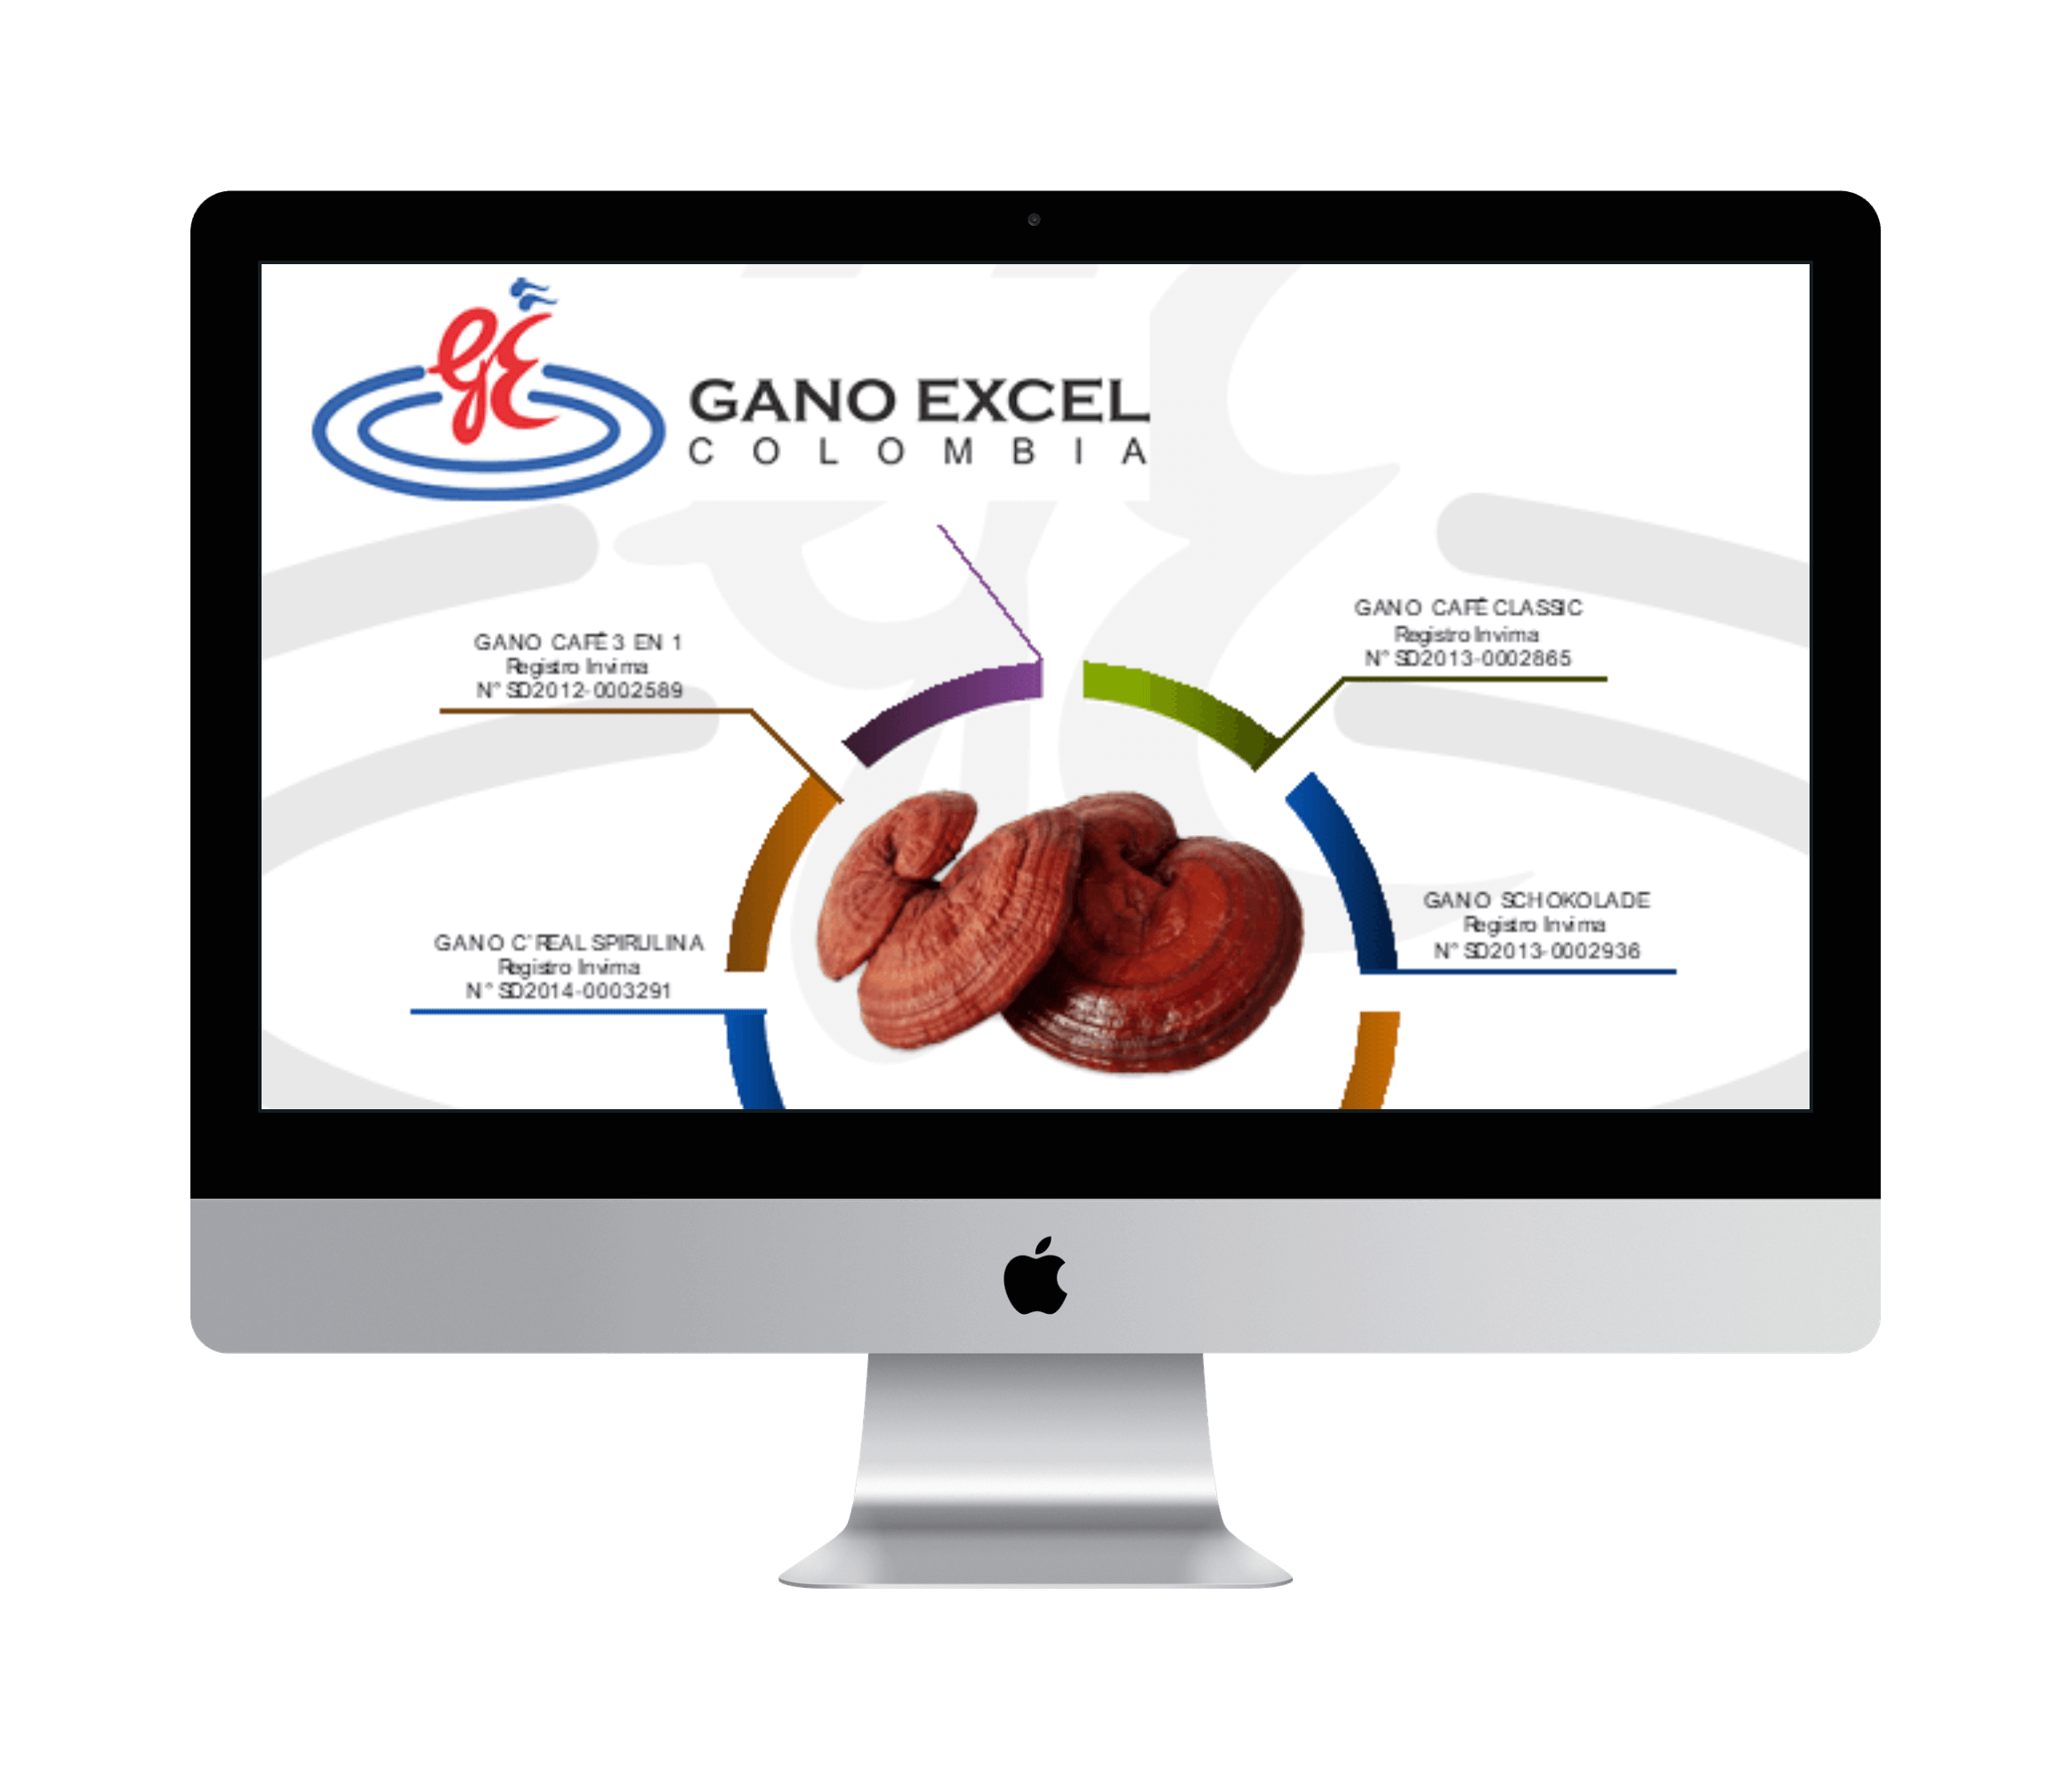 GE
GANO EXCEL
COLOMBIA
GANO CAFÉ 3 EN 1
Registro Invima
N° SD2012-0002589
GANO CAFÉ CLASSIC
Registro Invima
N° SD2013-0002865
GANO C´REAL SPIRULINA
Registro Invima
N° SD2014-0003291
GANO SCHOKOLADE
Registro Invima
N° SD2013-0002936